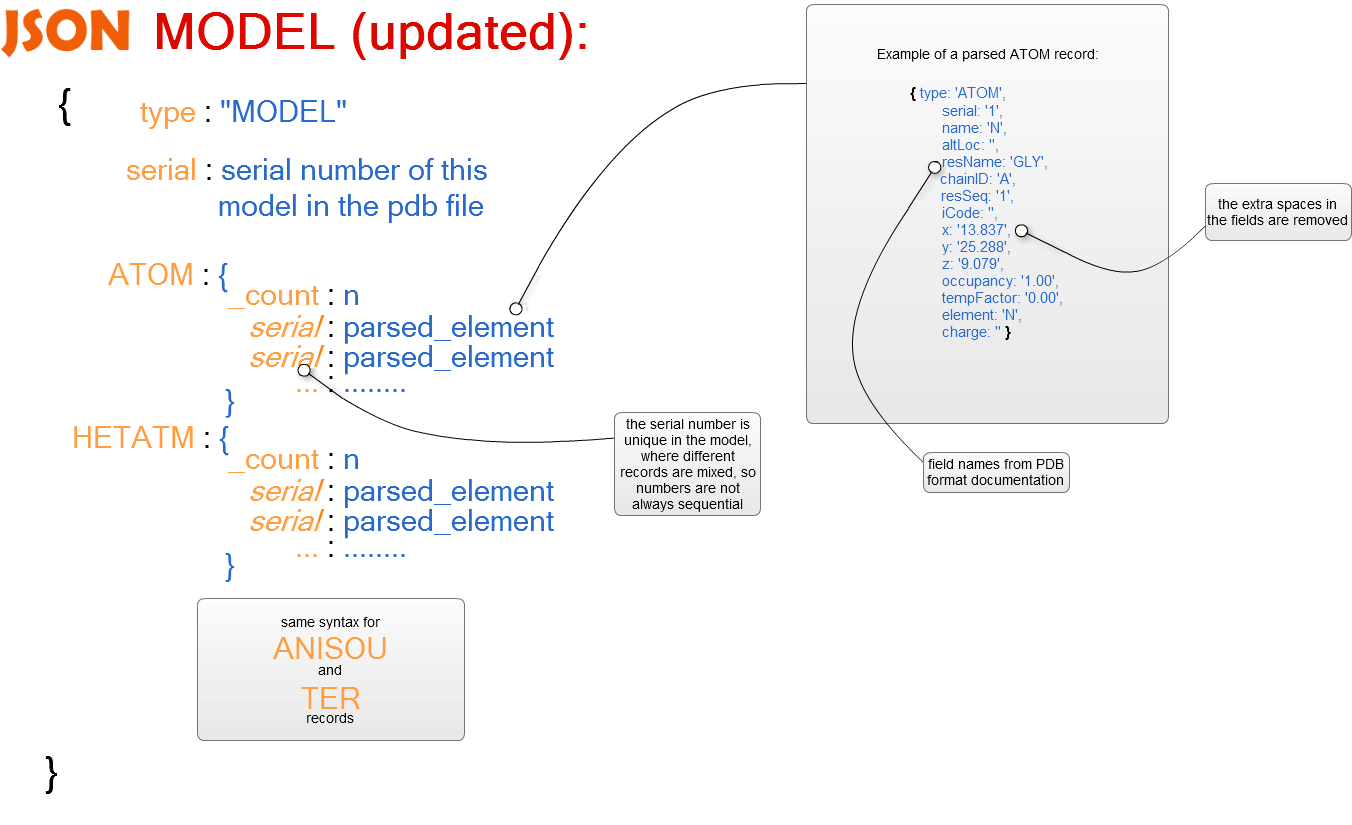 JSON MODEL (updated):
{ type : "MODEL"
serial : serial number of this
model in the pdb file
ATOM : {
_count : n
serial : parsed_element
serial : parsed_element
... : ........
}
HETATM : {
_count : n
serial : parsed_element
serial : parsed_element
... : ........
}
same syntax for
ANISOU
and
TER
records
}
the serial number is
unique in the model,
where different
records are mixed, so
numbers are not
always sequential
Example of a parsed ATOM record:
{ type: 'ATOM',
serial: '1',
name: 'N',
altLoc: '',
resName: 'GLY',
chainID: 'A',
resSeq: '1',
iCode: '',
x: '13.837',
y: '25.288',
z: '9.079',
occupancy: '1.00',
tempFactor: '0.00',
element: 'N',
charge: '' }
the extra spaces in
the fields are removed
field names from PDB
format documentation